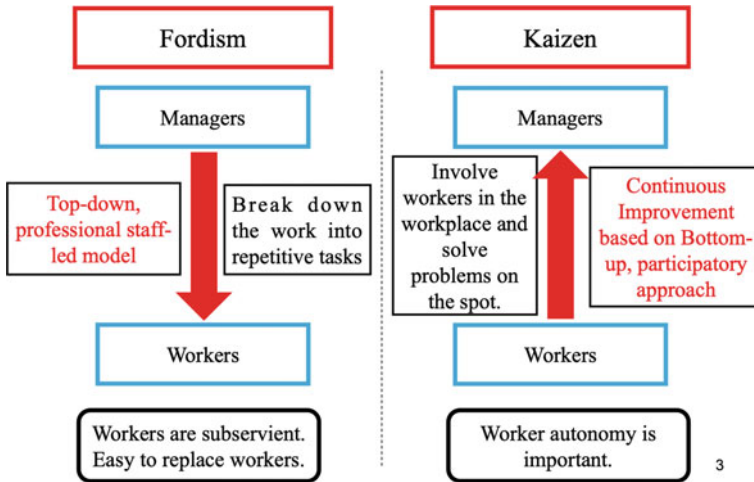 Fordism
Managers
Top-down,
professional staff-
led model
Break down
the work into
repetitive tasks
Workers
Workers are subservient.
Easy to replace workers.
Kaizen
Managers
Involve
workers in the
workplace and
solve
problems on
the spot.
Continuous
Improvement
based on Bottom-
up, participatory
approach
Workers
Worker autonomy is
important.
3